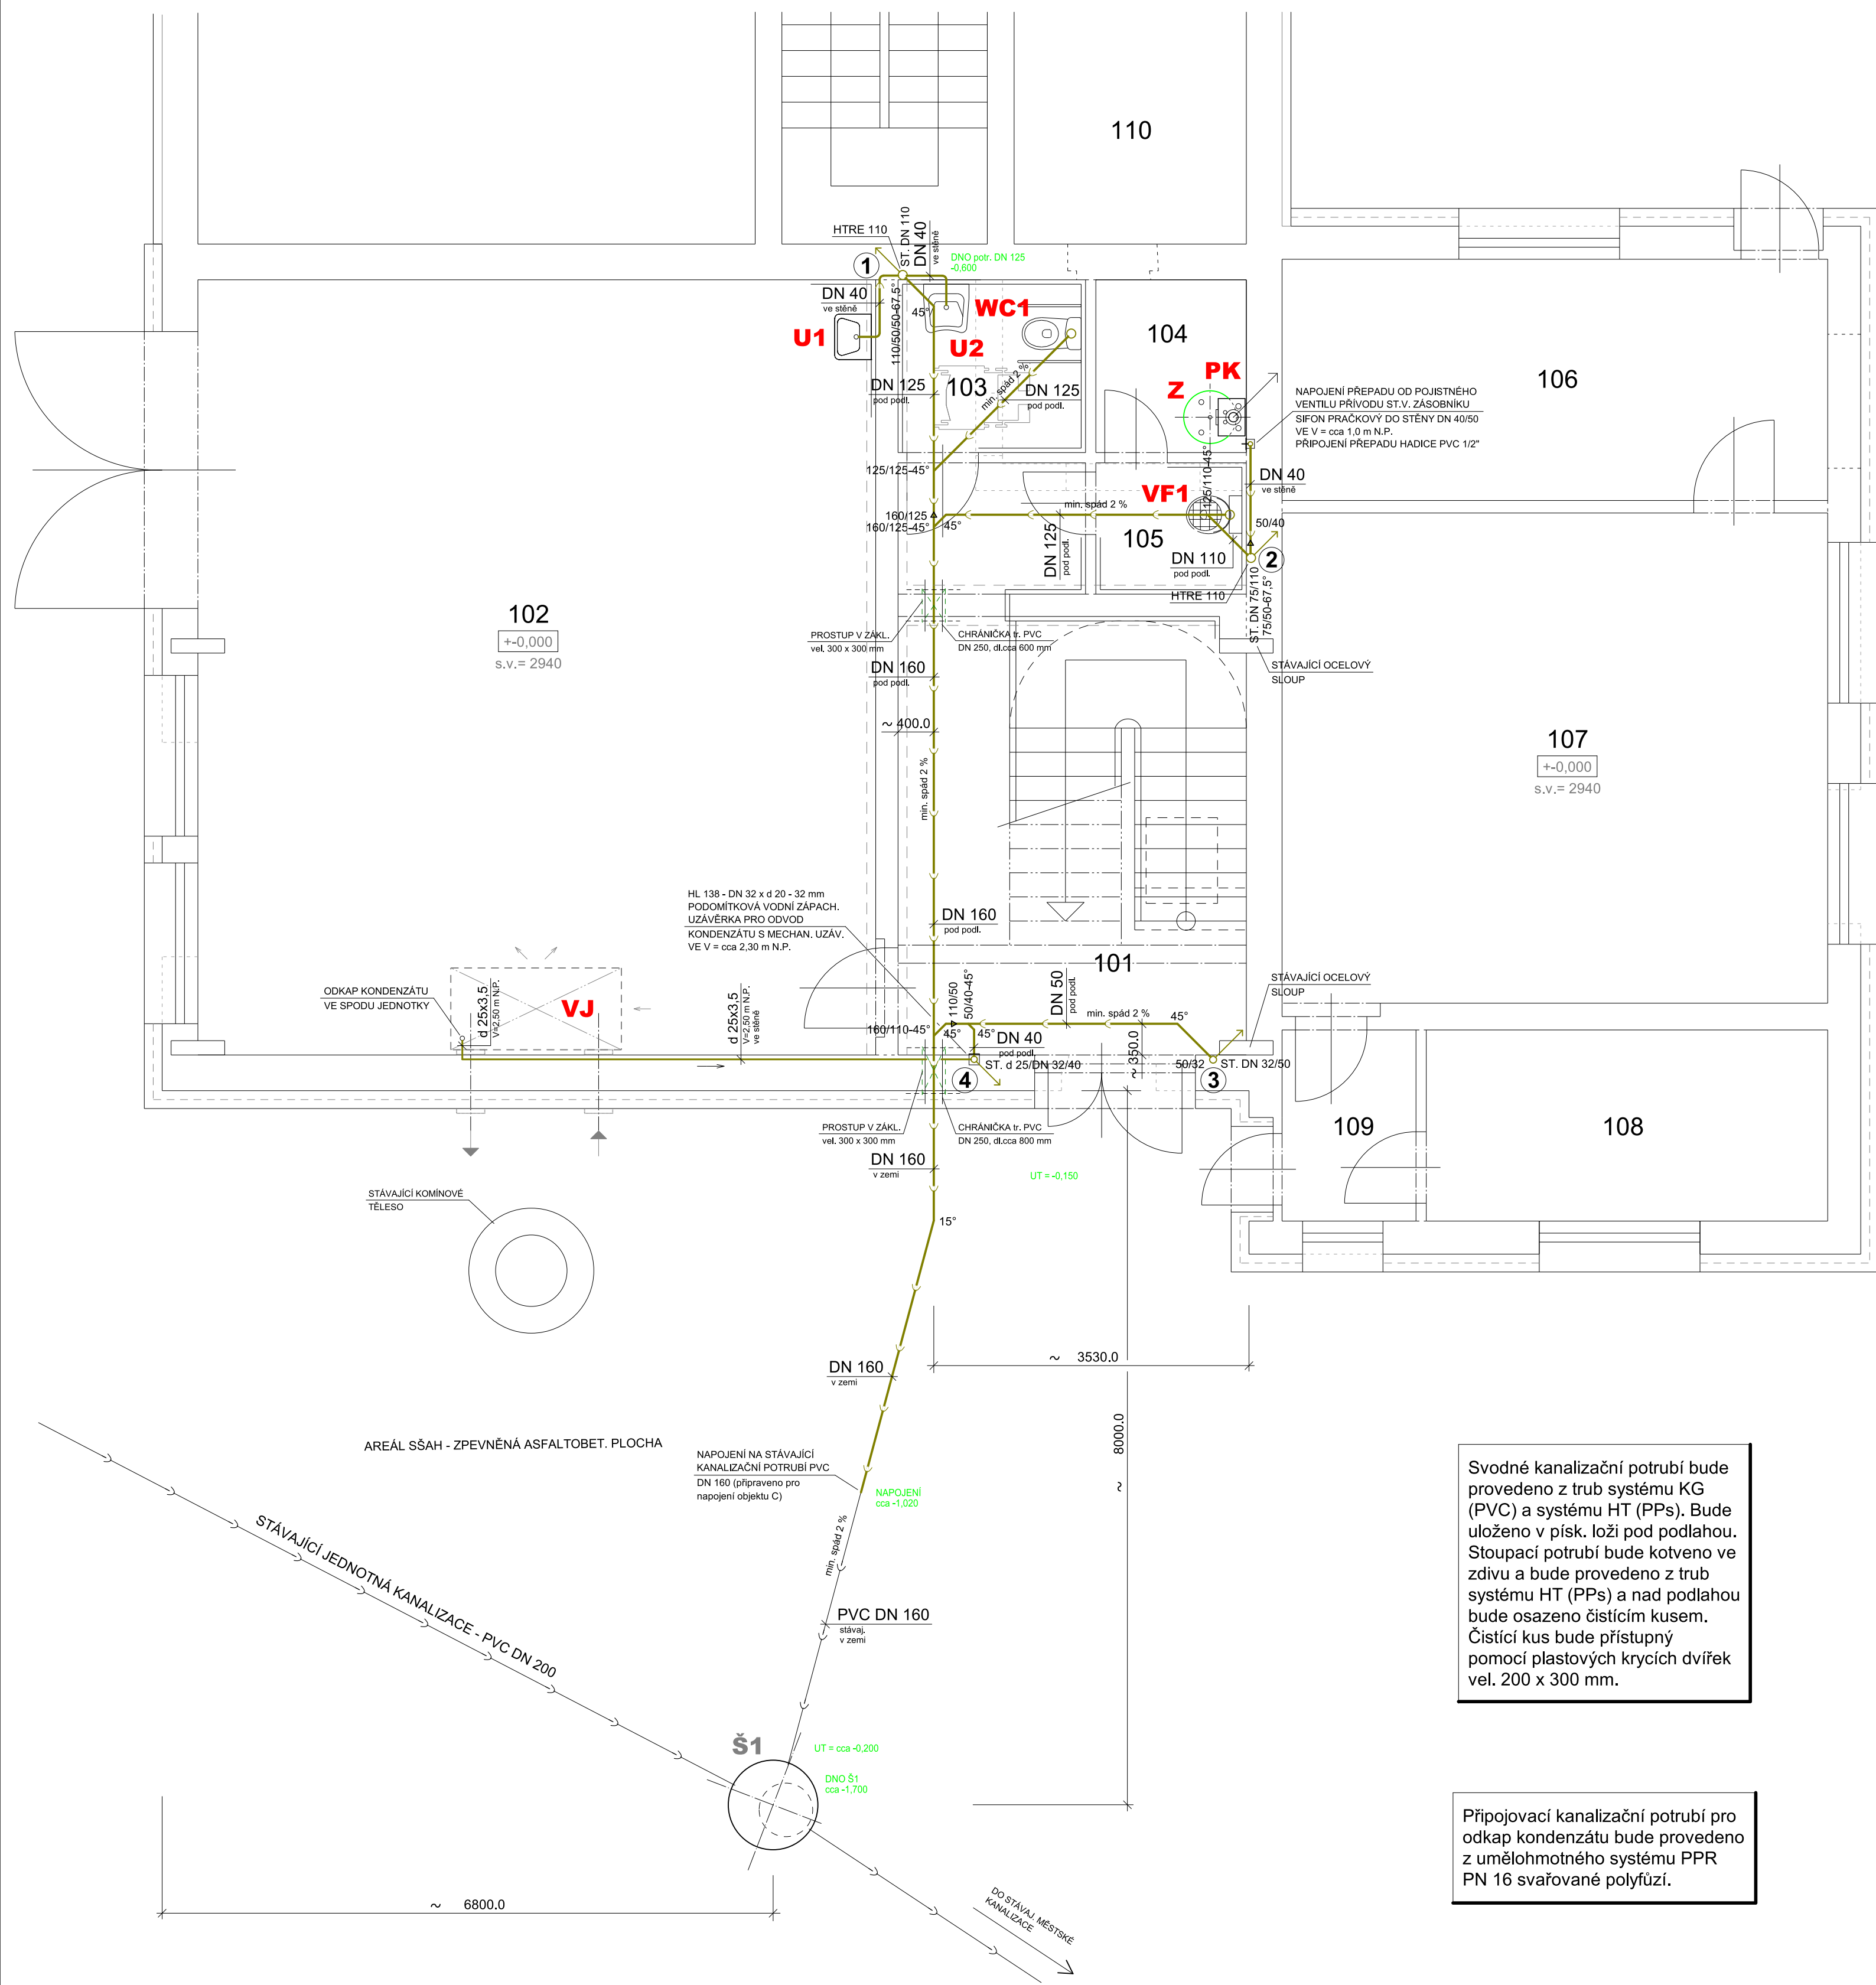 110
HTRE 110
ST. DN 110
DN 40
ve stěně
DNO potr. DN 125
-0,600
1
DN 40
ve stěně
110/50/50-67,5°
45°
WC1
U1
U2
104
103
DN 125
pod podl.
min. spád 2 %
DN 125
pod podl.
PK
Z
NAPOJENÍ PŘEPADU OD POJISTNÉHO
VENTILU PŘÍVODU ST.V. ZÁSOBNÍKU
SIFON PRAČKOVÝ DO STĚNY DN 40/50
VE V = cca 1,0 m N.P.
PŘIPOJENÍ PŘEPADU HADICE PVC 1/2"
106
125/125-45°
125/110-45°
DN 40
ve stěně
VF1
min. spád 2 %
160/125
160/125-45°
45°
50/40
105
DN 125
pod podl.
DN 110
pod podl.
2
HTRE 110
ST. DN 75/110
75/50-67,5°
102
+-0,000
s.v.= 2940
PROSTUP V ZÁKL.
vel. 300 x 300 mm
CHRÁNIČKA tr. PVC
DN 250, dl.cca 600 mm
DN 160
pod podl.
STÁVAJÍCÍ OCELOVÝ
SLOUP
~ 400.0
107
+-0,000
s.v.= 2940
min. spád 2 %
HL 138 - DN 32 x d 20 - 32 mm
PODOMÍTKOVÁ VODNÍ ZÁPACH.
UZÁVĚRKA PRO ODVOD
KONDENZÁTU S MECHAN. UZÁV.
VE V = cca 2,30 m N.P.
DN 160
pod podl.
101
STÁVAJÍCÍ OCELOVÝ
SLOUP
ODKAP KONDENZÁTU
VE SPODU JEDNOTKY
d 25x3,5
V=2,50 m N.P.
VJ
d 25x3,5
V=2,50 m N.P.
ve stěně
110/50
50/40-45°
DN 50
pod podl.
min. spád 2 %
45°
160/110-45°
45°
45°
DN 40
pod podl.
~ 350.0
ST. d 25/DN 32/40
50/32
ST. DN 32/50
4
3
PROSTUP V ZÁKL.
vel. 300 x 300 mm
CHRÁNIČKA tr. PVC
DN 250, dl.cca 800 mm
109
108
DN 160
v zemi
UT = -0,150
STÁVAJÍCÍ KOMÍNOVÉ
TĚLESO
15°
~ 3530.0
DN 160
v zemi
~ 8000.0
AREÁL SŠAH - ZPEVNĚNÁ ASFALTOBET. PLOCHA
NAPOJENÍ NA STÁVAJÍCÍ
KANALIZAČNÍ POTRUBÍ PVC
DN 160 (připraveno pro
napojení objektu C)
NAPOJENÍ
cca -1,020
STÁVAJÍCÍ JEDNOTNÁ KANALIZACE - PVC DN 200
min. spád 2 %
PVC DN 160
stávaj.
v zemi
Svodné kanalizační potrubí bude
provedeno z trub systému KG
(PVC) a systému HT (PPs). Bude
uloženo v písk. loži pod podlahou.
Stoupací potrubí bude kotveno ve
zdivu a bude provedeno z trub
systému HT (PPs) a nad podlahou
bude osazeno čistícím kusem.
Čistící kus bude přístupný
pomocí plastových krycích dvířek
vel. 200 x 300 mm.
Š1
UT = cca -0,200
DNO Š1
cca -1,700
Připojovací kanalizační potrubí pro
odkap kondenzátu bude provedeno
z umělohmotného systému PPR
PN 16 svařované polyfůzí.
~ 6800.0
DO STÁVAJ. MĚSTSKÉ
KANALIZACE